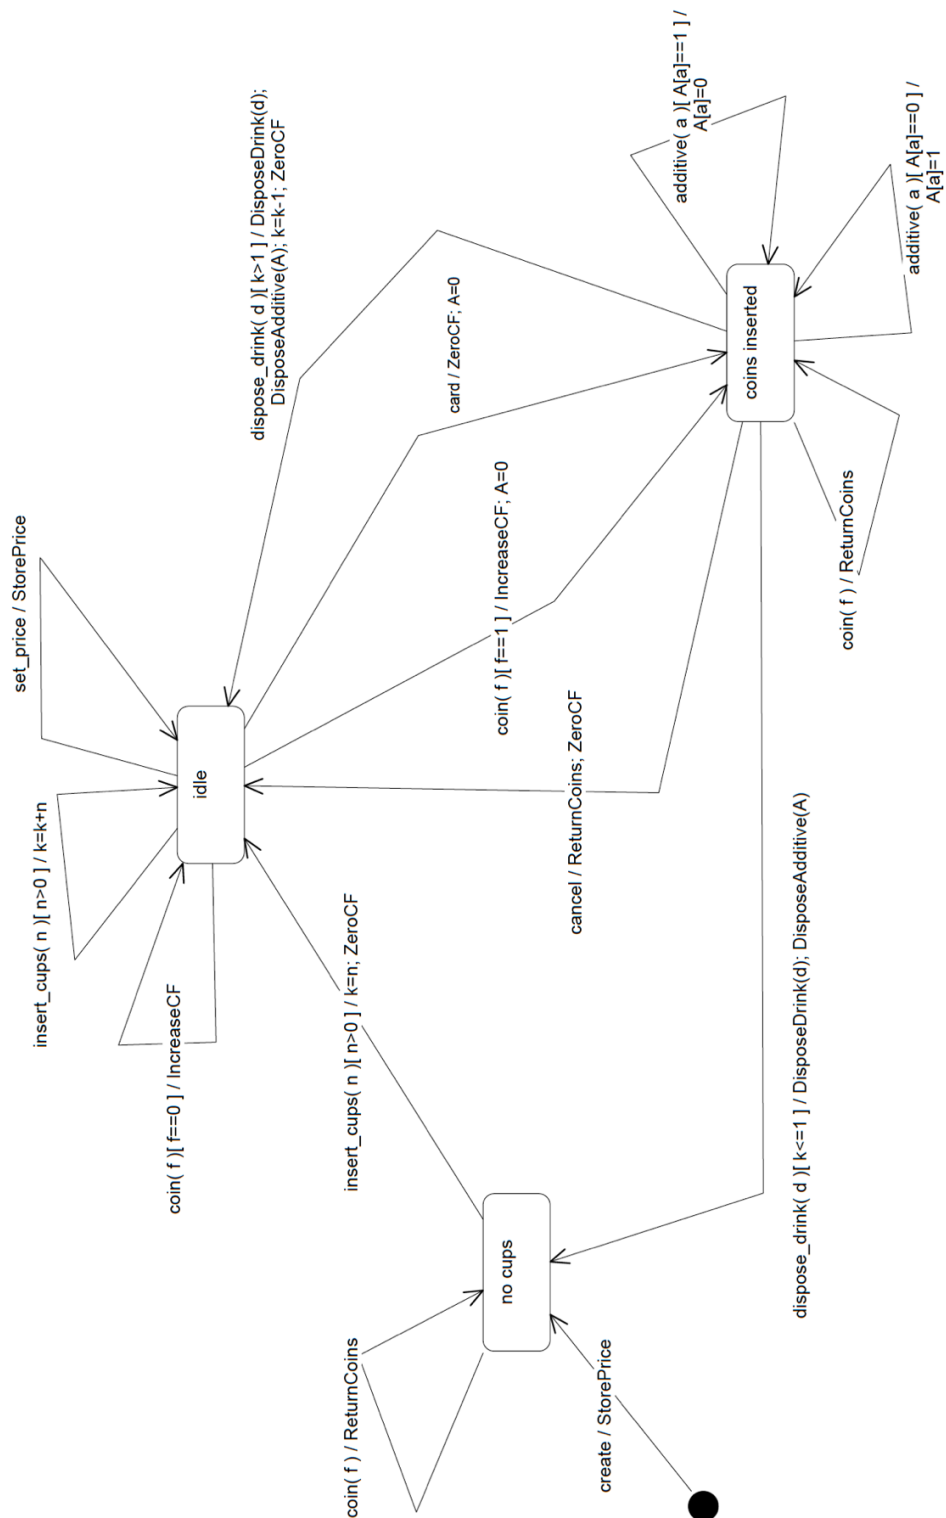 coin( f ) / ReturnCoins
create / StorePrice
no cups
insert_cups( n )[ n>0 ] / k=n; ZeroCF
dispose_drink( d )[ k<=1 ] / DisposeDrink(d); DisposeAdditive(A)
insert_cups( n )[ n>0 ] / k=k+n
coin( f )[ f==0 ] / IncreaseCF
set_price / StorePrice
idle
cancel / ReturnCoins; ZeroCF
coin( f )[ f==1 ] / IncreaseCF; A=0
card / ZeroCF; A=0
dispose_drink( d )[ k>1 ] / DisposeDrink(d);
DisposeAdditive(A); k=k-1; ZeroCF
coins inserted
coin( f ) / ReturnCoins
additive( a )[ A[a]==1 ] /
A[a]=0
additive( a )[ A[a]==0 ] /
A[a]=1